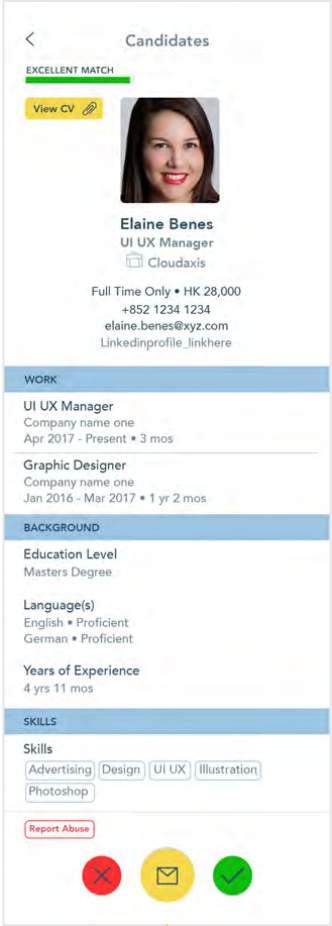 Candidates
EXCELLENT MATCH
View CV
Elaine Benes
UI UX Manager
Cloudaxis
Full Time Only • HK 28,000
+852 1234 1234
elaine.benes@xyz.com
Linkedinprofile_linkhere
WORK
UI UX Manager
Company name one
Apr 2017 - Present • 3 mos
Graphic Designer
Company name one
Jan 2016 - Mar 2017 • 1 yr 2 mos
BACKGROUND
Education Level
Masters Degree
Language(s)
English • Proficient
German • Proficient
Years of Experience
4 yrs 11 mos
SKILLS
Skills
Advertising Design UI UX Illustration
Photoshop
Report Abuse